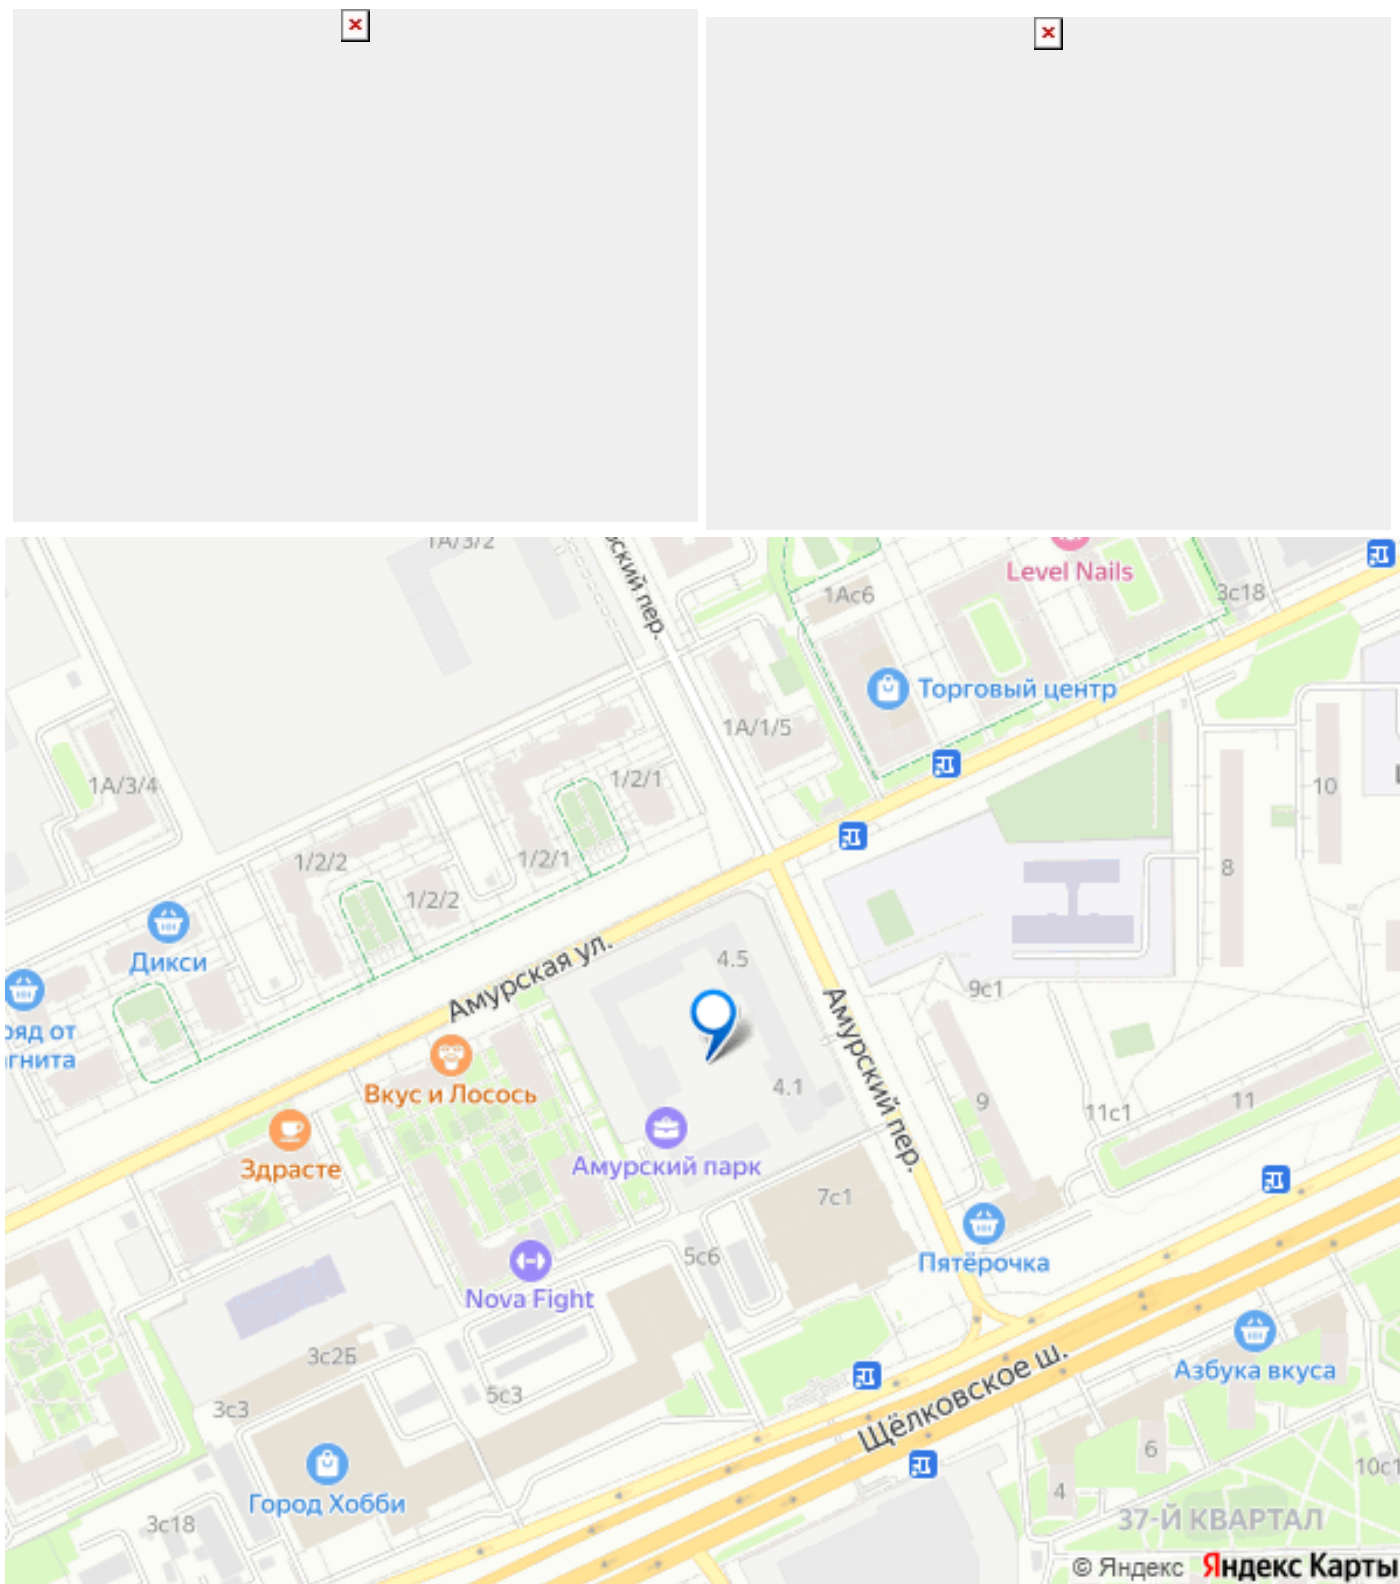 1А/3/2
ский пер.
Level Nails
1Ас6
3с18
Торговый центр
1А/1/5
1А/3/4
1/2/1
10
1/2/2
1/2/1
8
1/2/2
Дикси
Амурская ул.
4.5
9с1
ряд от
гнита
Амурский пер.
Вкус и Лосось
4.1
9
11с1
11
Здрасте
Амурский парк
7с1
5с6
Пятёрочка
Nova Fight
3с2Б
Щёлковское ш.
Азбука вкуса
5с3
3с3
6
10с1
Город Хобби
4
3с18
37-Й КВАРТАЛ
© Яндекс Яндекс Карты